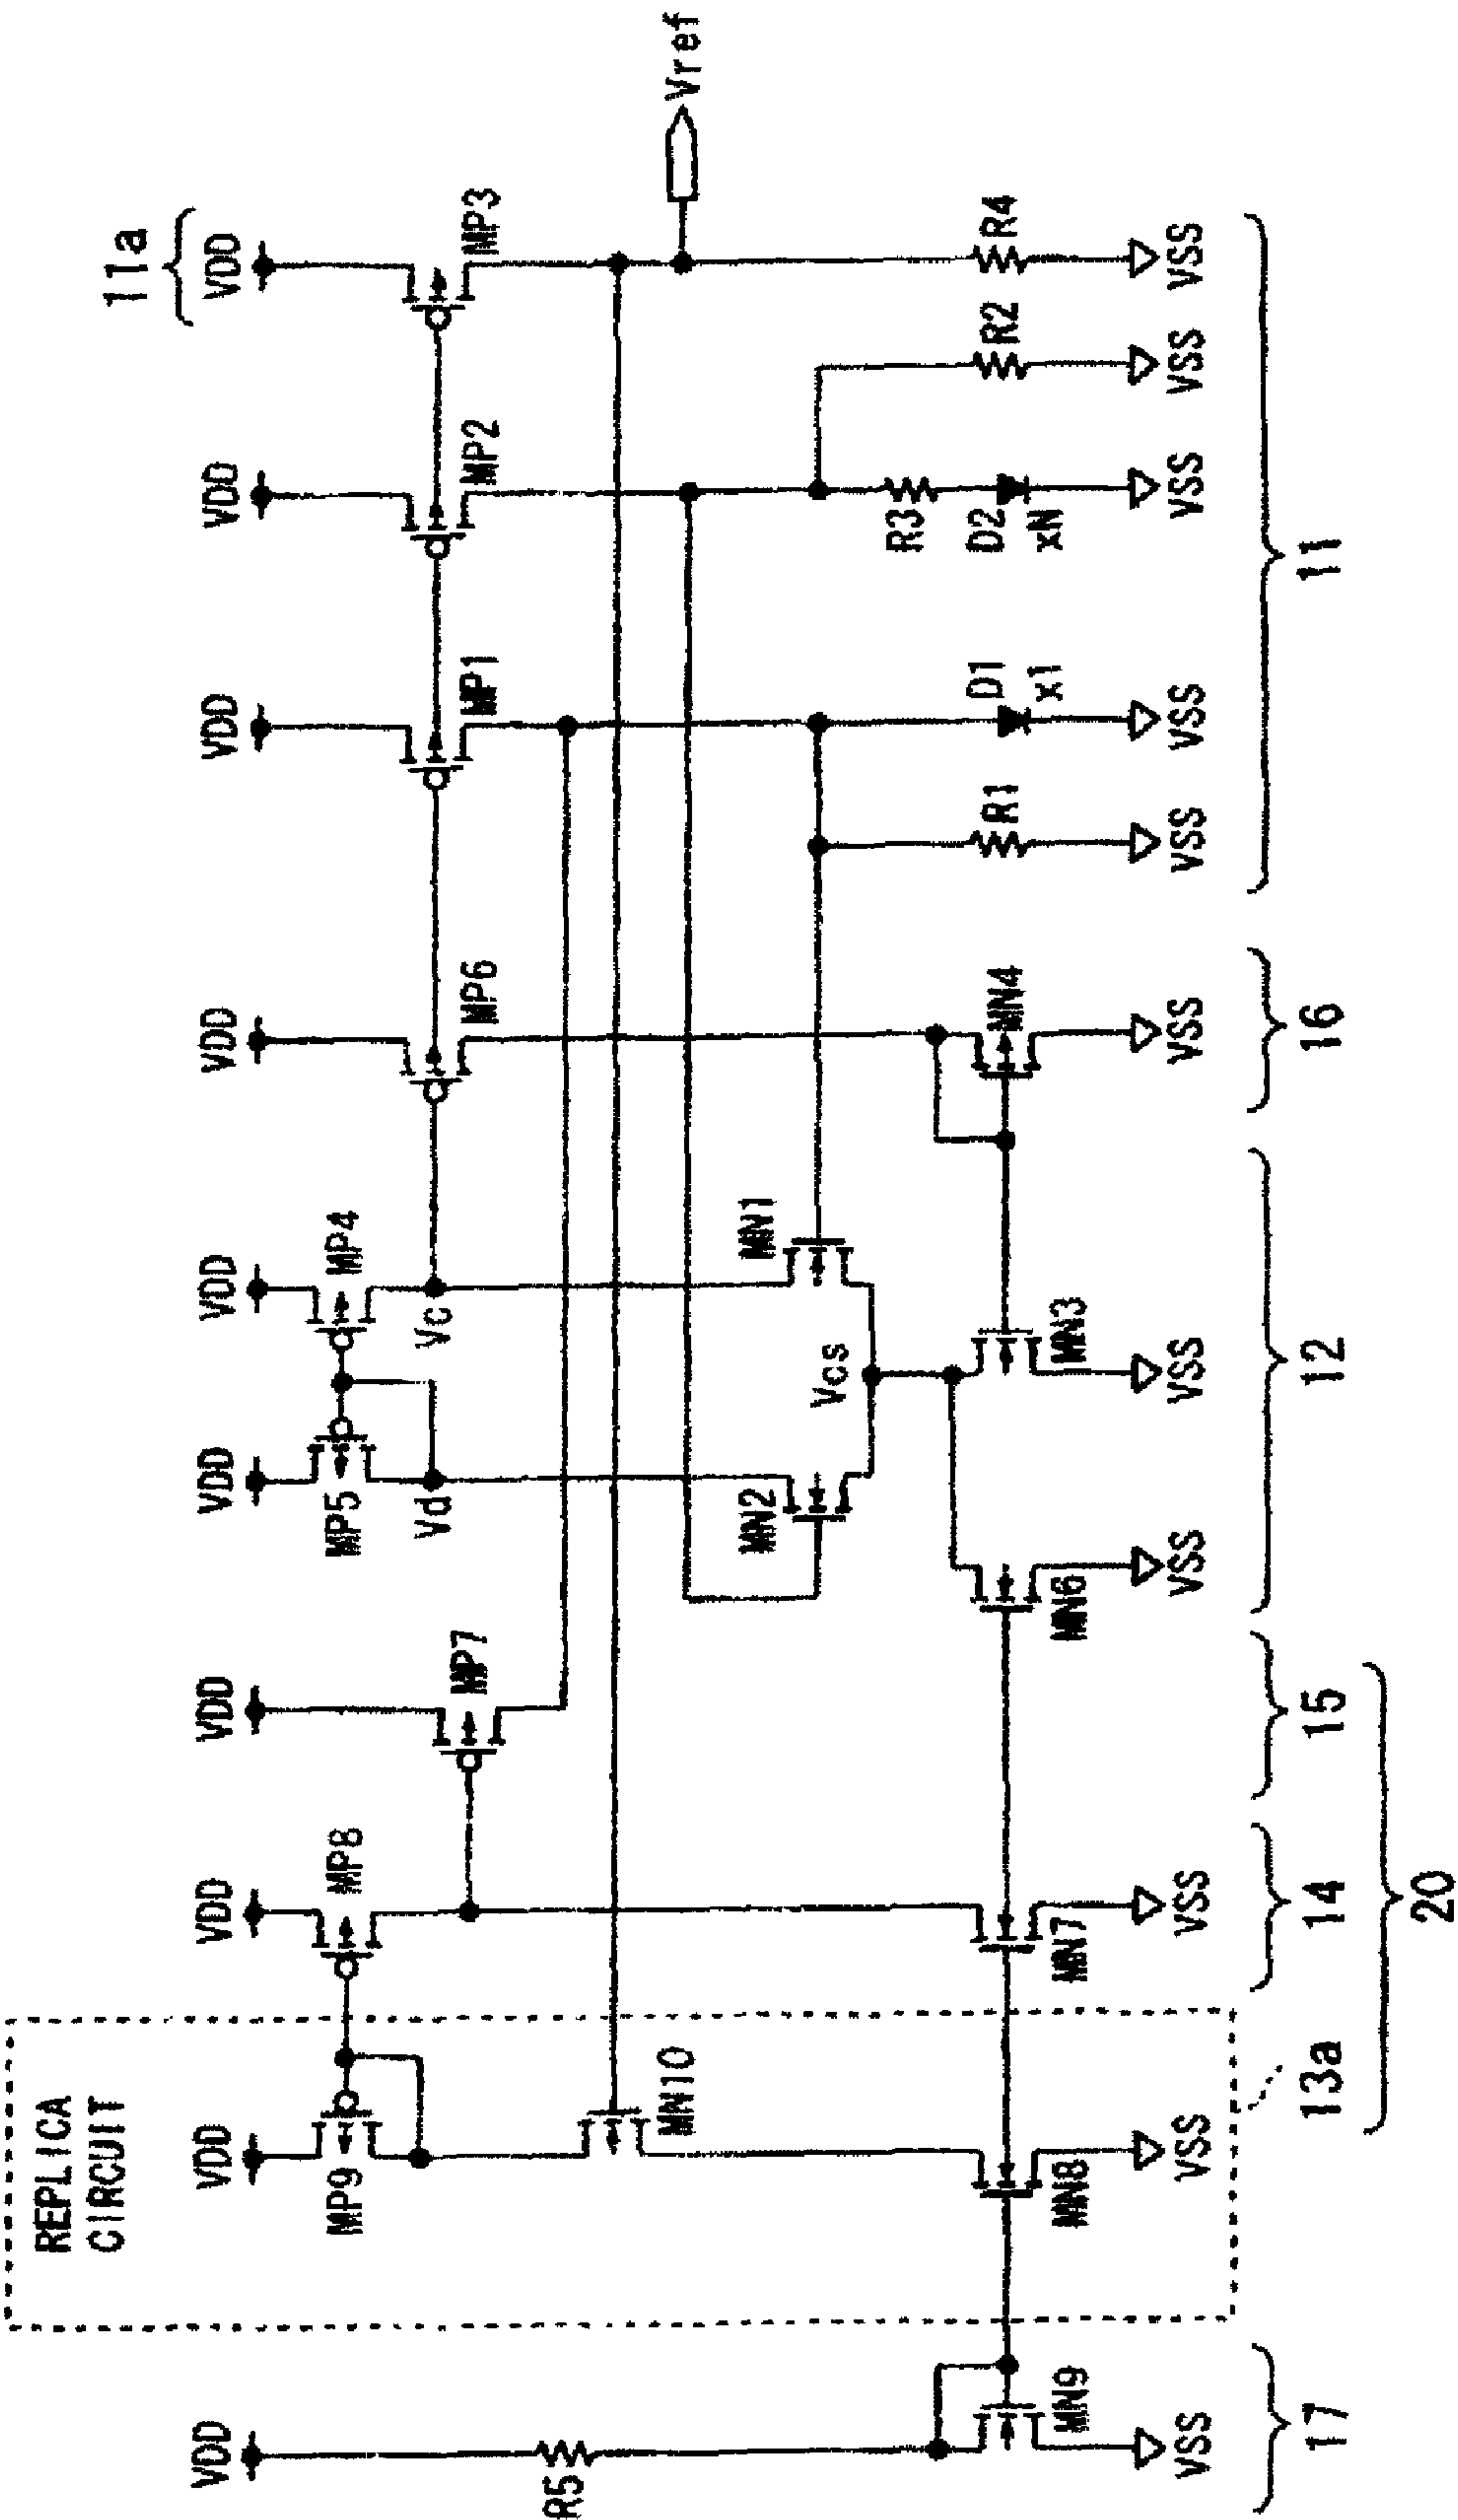 REPLICA
CIRCUIT
11a
VDD
VDD
VDD
VDD
VDD
VDD
VDD
VDD
VDD
VDD
VDD
MP9
MP8
MP7
MP5
MP4
MP6
MP1
MP2
MP3
Vd
Vc
R5
MN10
Vref
MN2
MN1
Vcs
MN9
MN8
MN7
MN6
MN3
MN4
R1
D1
x1
R3
D2
xN
R2
R4
VSS
VSS
VSS
VSS
VSS
VSS
VSS
VSS
VSS
VSS
VSS
17
13a
14
15
12
16
11
20